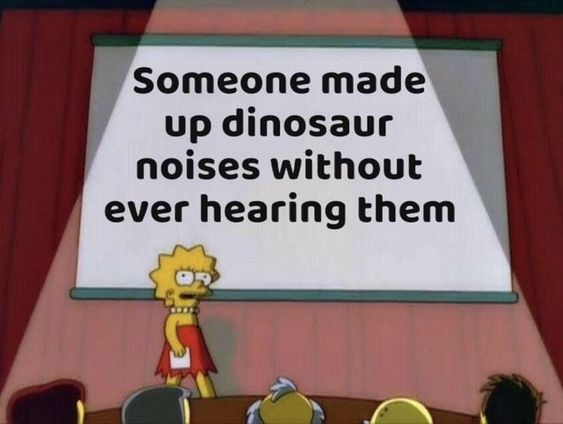 Someone made
up dinosaur
noises without
ever hearing them